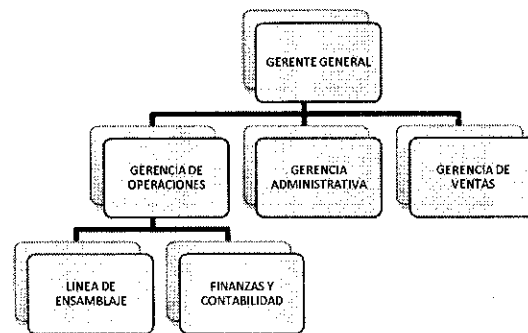 GERENTE GENERAL
GERENCIA DE
OPERACIONES
GERENCIA
ADMINISTRATIVA
GERENCIA DE
VENTAS
LINEA DE
ENSAMBLAJE
FINANZAS Y
CONTABILIDAD